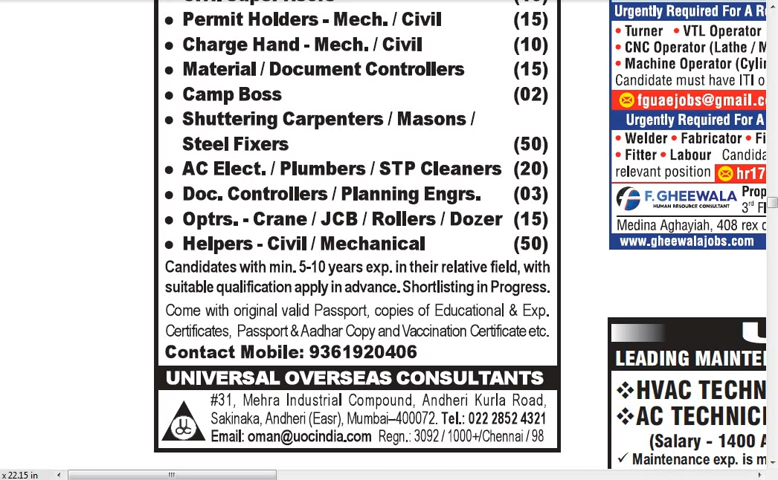 • Permit Holders - Mech. / Civil (15)
• Charge Hand - Mech. / Civil (10)
• Material / Document Controllers (15)
• Camp Boss (02)
• Shuttering Carpenters / Masons /
Steel Fixers (50)
• AC Elect. / Plumbers / STP Cleaners (20)
• Doc. Controllers / Planning Engrs. (03)
• Optrs. - Crane / JCB / Rollers / Dozer (15)
• Helpers - Civil / Mechanical (50)
Candidates with min. 5-10 years exp. in their relative field, with
suitable qualification apply in advance. Shortlisting in Progress.
Come with original valid Passport, copies of Educational & Exp.
Certificates, Passport & Aadhar Copy and Vaccination Certificate etc.
Contact Mobile: 9361920406
UNIVERSAL OVERSEAS CONSULTANTS
#31, Mehra Industrial Compound, Andheri Kurla Road,
Sakinaka, Andheri (Easr), Mumbai–400072. Tel.: 022 2852 4321
Email: oman@uocindia.com Regn.: 3092 / 1000+/Chennai / 98
UOC
Urgently Required For A
• Turner • VTL Operator
• CNC Operator (Lathe / M
• Machine Operator (Cylin
Candidate must have ITI o
fguaejobs@gmail.c
Urgently Required For A
• Welder • Fabricator • Fi
• Fitter • Labour Candida
relevant position hr17
F. GHEEWALA Prop
HUMAN RESOURCE CONSULTANT 3rd F
Medina Aghayiah, 408 rex c
www.gheewalajobs.com
LEADING MAINTE
❖HVAC TECHN
❖AC TECHNIC
(Salary - 1400 A
✓ Maintenance exp. is m
x 22.15 in